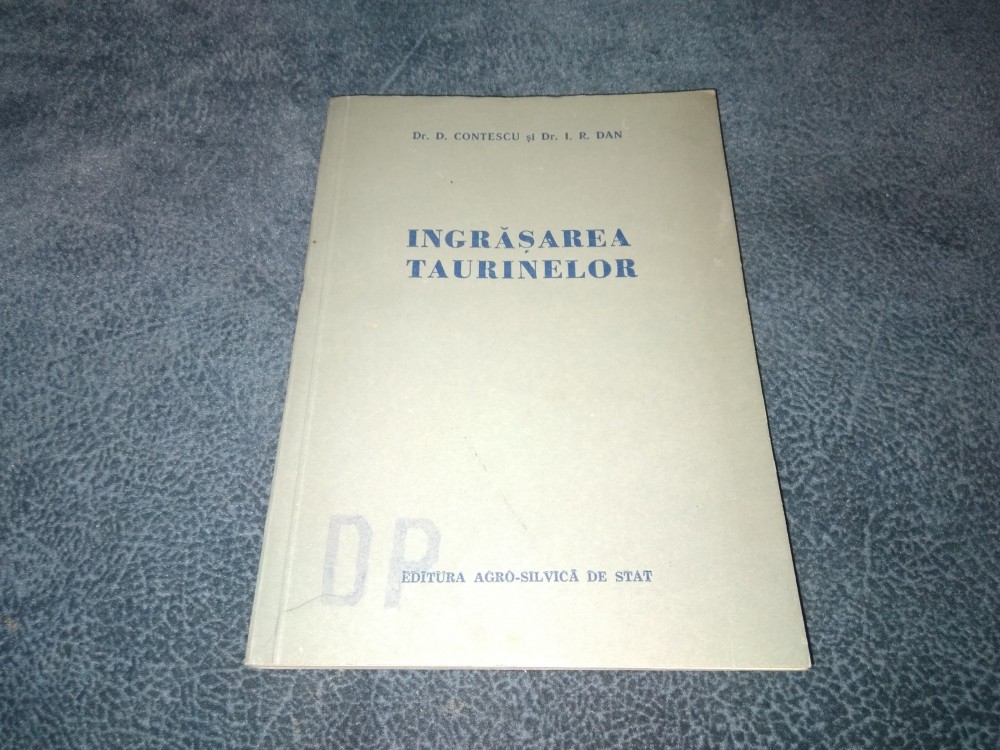 Dr. D. CONTESCU și Dr. I. R. DAN
INGRĂȘAREA
TAURINELOR
DP
EDITURA AGRO-SILVICĂ DE STAT